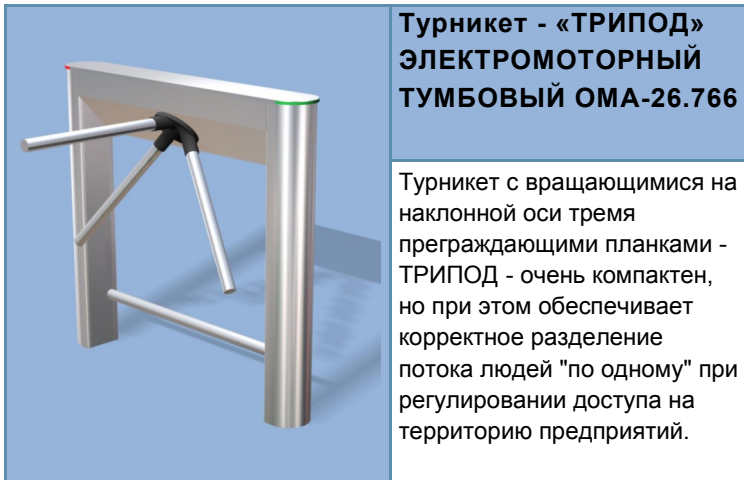 Турникет - «ТРИПОД»
ЭЛЕКТРОМОТОРНЫЙ
ТУМБОВЫЙ ОМА-26.766
Турникет с вращающимися на
наклонной оси тремя
преграждающими планками -
ТРИПОД - очень компактен,
но при этом обеспечивает
корректное разделение
потока людей "по одному" при
регулировании доступа на
территорию предприятий.